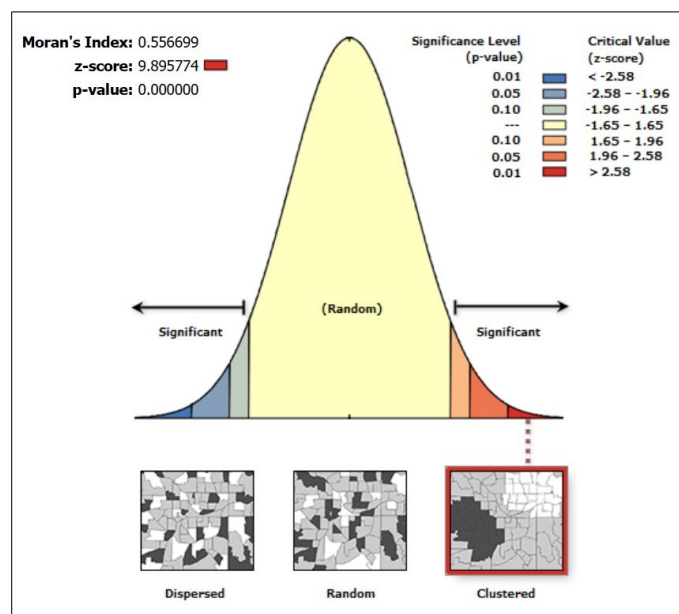 Moran's Index: 0.556699
z-score: 9.895774
p-value: 0.000000
Significance Level
(p-value)
Critical Value
(z-score)
0.01 < -2.58
0.05 -2.58 – -1.96
0.10 -1.96 – -1.65
--- -1.65 – 1.65
0.10 1.65 – 1.96
0.05 1.96 – 2.58
0.01 > 2.58
(Random)
Significant Significant
Dispersed Random Clustered